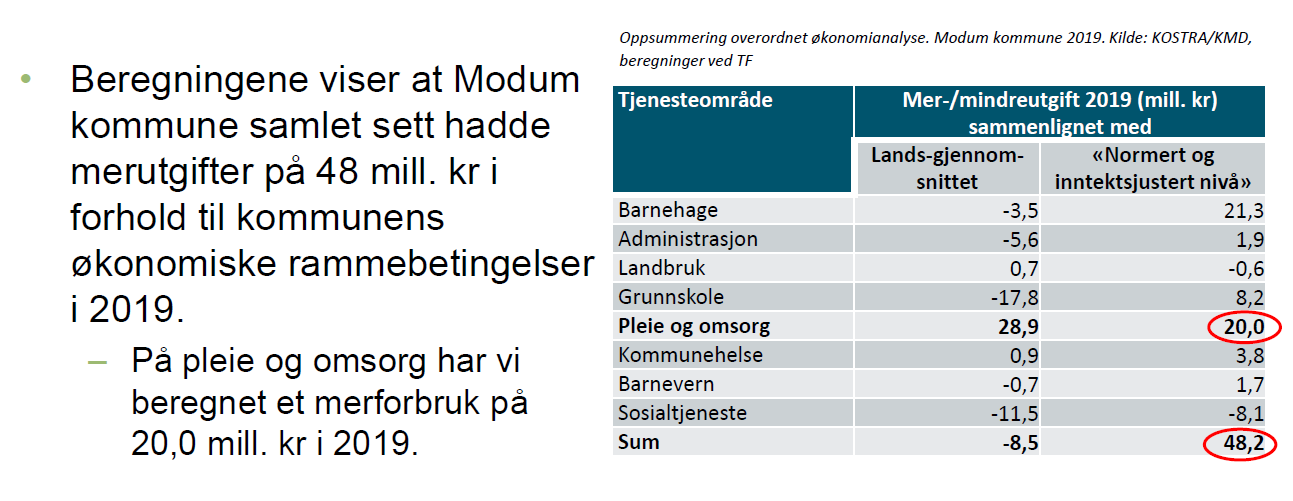 • Beregningene viser at Modum
kommune samlet sett hadde
merutgifter på 48 mill. kr i
forhold til kommunens
økonomiske rammebetingelser
i 2019.
– På pleie og omsorg har vi
beregnet et merforbruk på
20,0 mill. kr i 2019.
Oppsummering overordnet økonomianalyse. Modum kommune 2019. Kilde: KOSTRA/KMD,
beregninger ved TF
Tjenesteområde Mer-/mindreutgift 2019 (mill. kr)
sammenlignet med
Lands-gjennom- «Normert og
snittet inntektsjustert nivå»
Barnehage -3,5 21,3
Administrasjon -5,6 1,9
Landbruk 0,7 -0,6
Grunnskole -17,8 8,2
Pleie og omsorg 28,9 20,0
Kommunehelse 0,9 3,8
Barnevern -0,7 1,7
Sosialtjeneste -11,5 -8,1
Sum -8,5 48,2